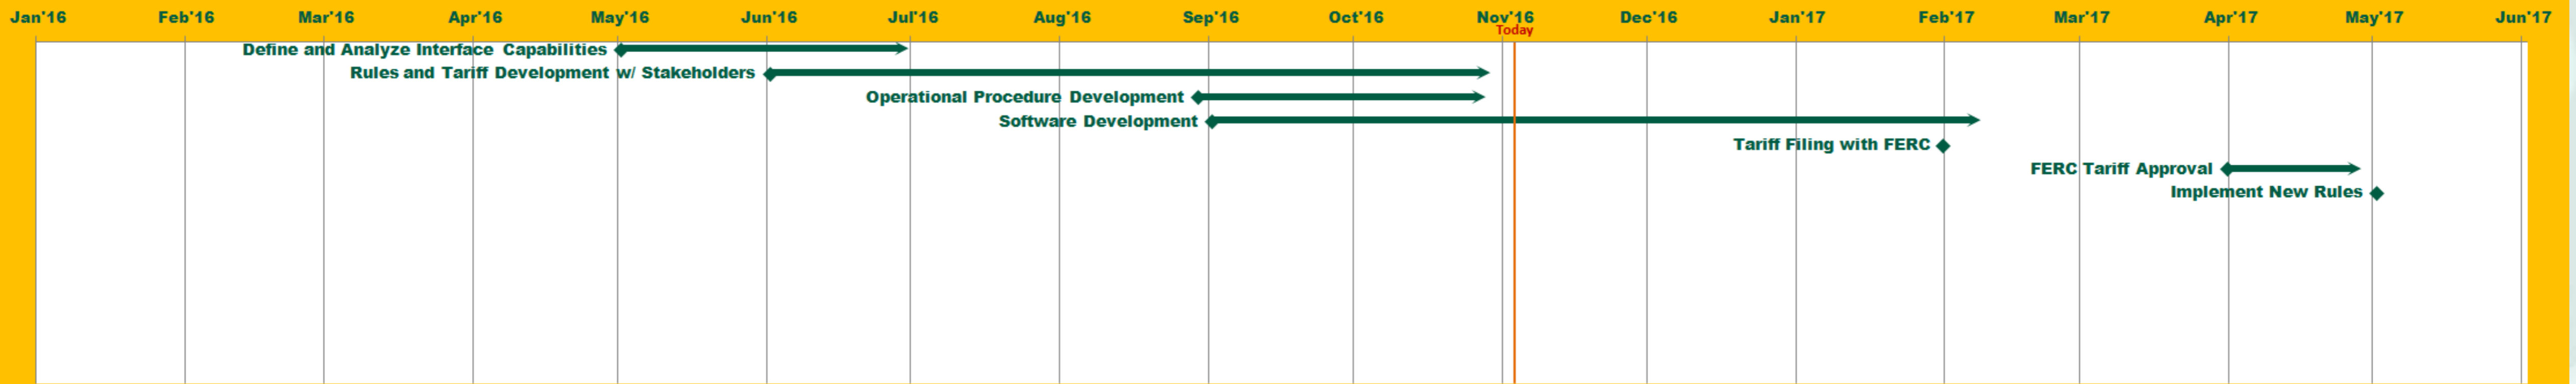 Jan'16 Feb'16 Mar'16 Apr'16 May'16 Jun'16 Jul'16 Aug'16 Sep'16 Oct'16 Nov'16 Dec'16 Jan'17 Feb'17 Mar'17 Apr'17 May'17 Jun'17
Today
Define and Analyze Interface Capabilities
Rules and Tariff Development w/ Stakeholders
Operational Procedure Development
Software Development
Tariff Filing with FERC
FERC Tariff Approval
Implement New Rules